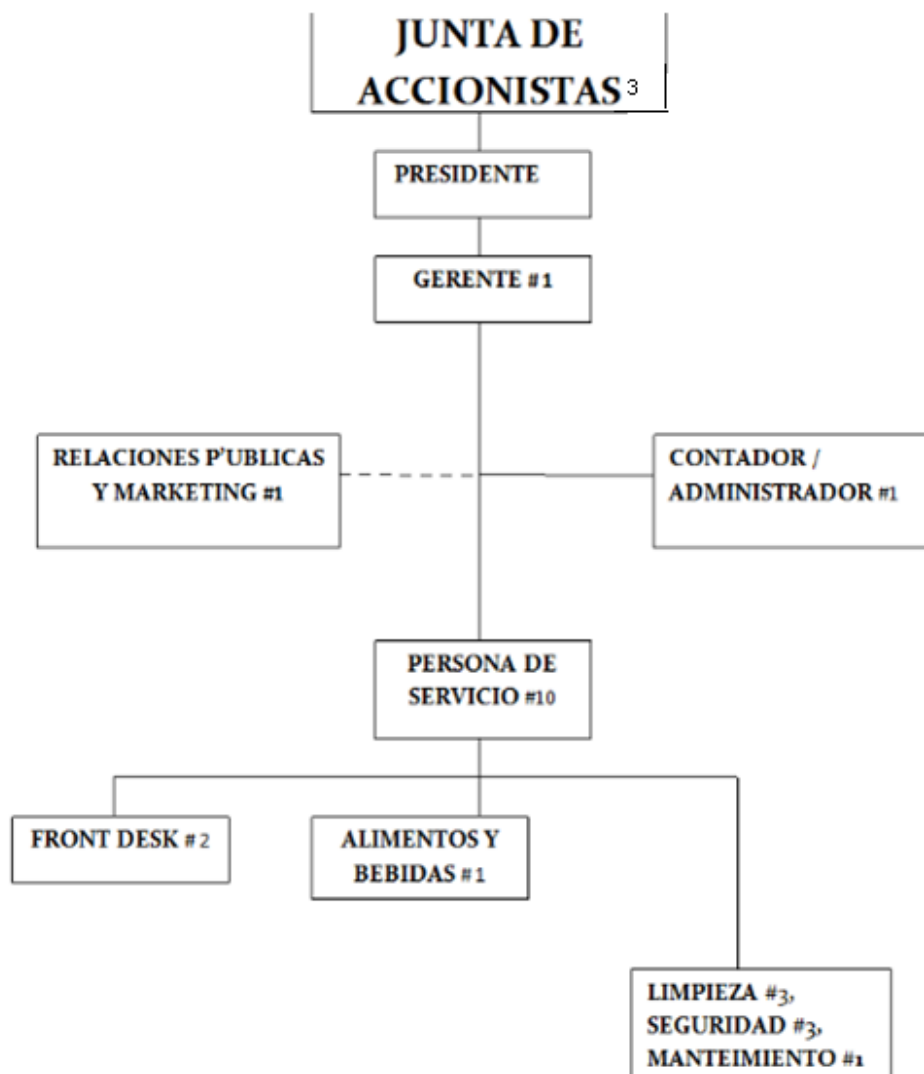 JUNTA DE
ACCIONISTAS 3
PRESIDENTE
GERENTE #1
RELACIONES P'UBLICAS
Y MARKETING #1
CONTADOR /
ADMINISTRADOR #1
PERSONA DE
SERVICIO #10
FRONT DESK #2
ALIMENTOS Y
BEBIDAS #1
LIMPIEZA #3,
SEGURIDAD #3,
MANTEIMIENTO #1